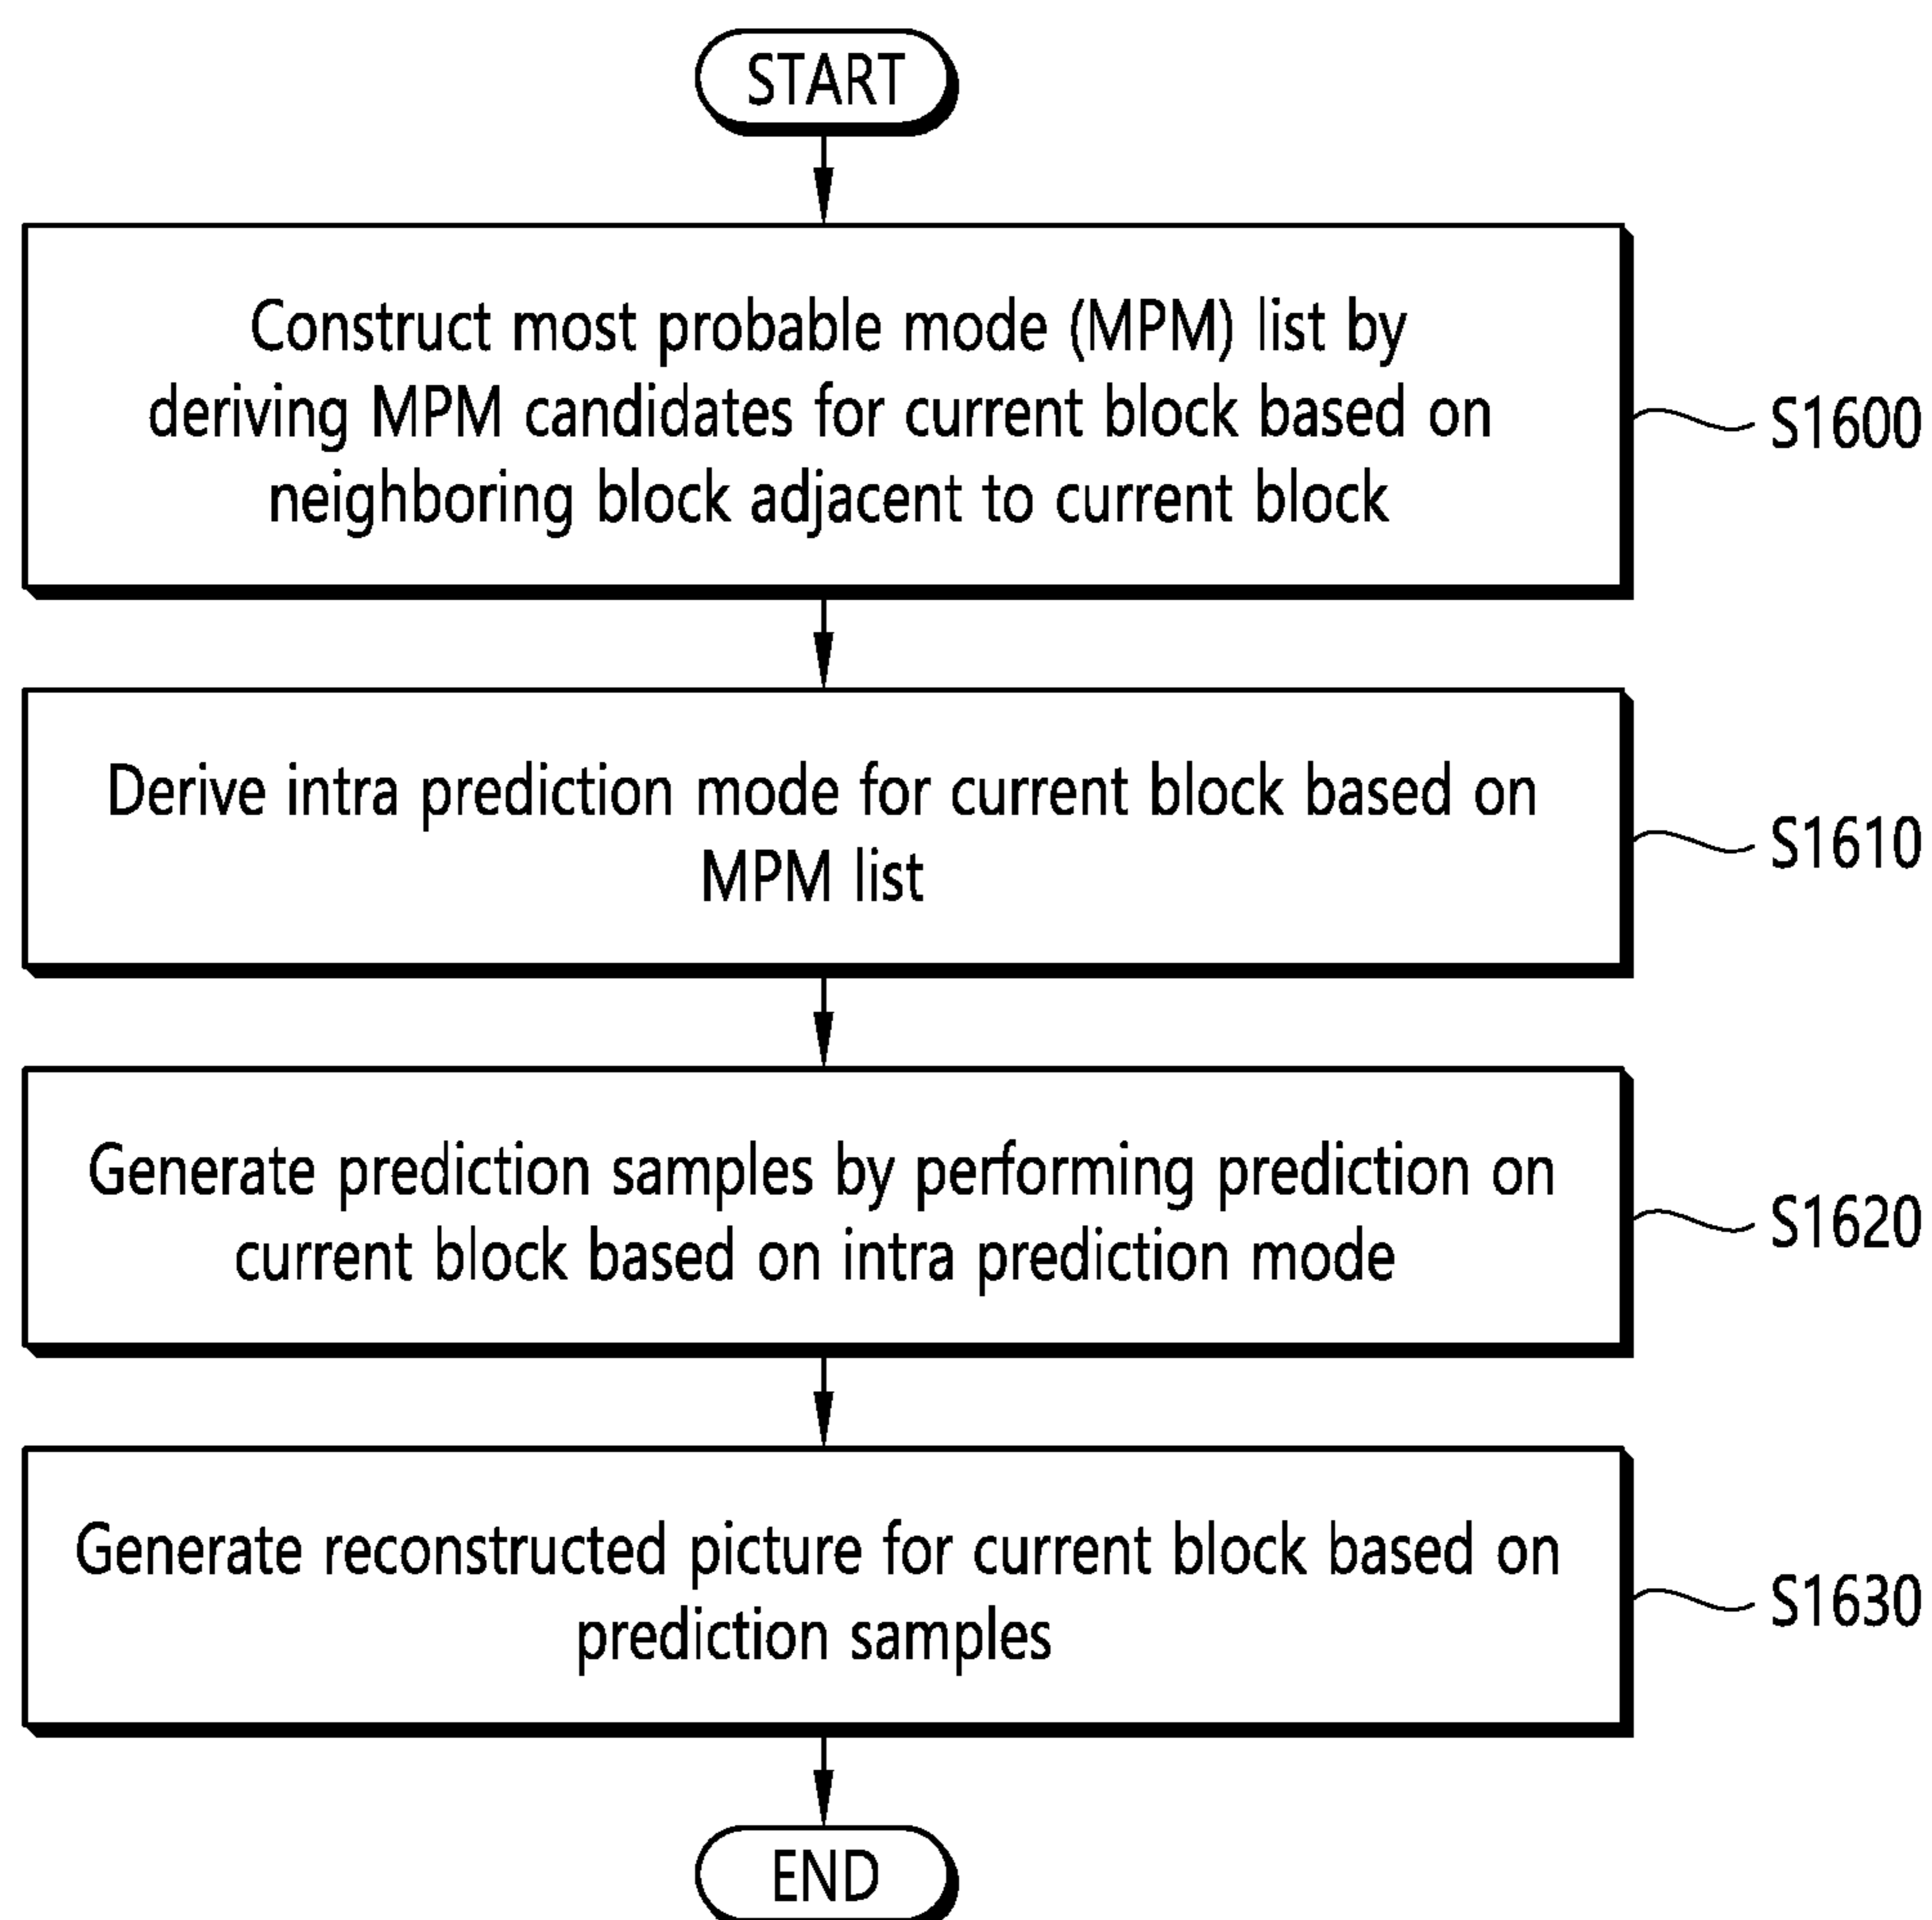 START
Construct most probable mode (MPM) list by
deriving MPM candidates for current block based on
neighboring block adjacent to current block
S1600
Derive intra prediction mode for current block based on
MPM list
S1610
Generate prediction samples by performing prediction on
current block based on intra prediction mode
S1620
Generate reconstructed picture for current block based on
prediction samples
S1630
END